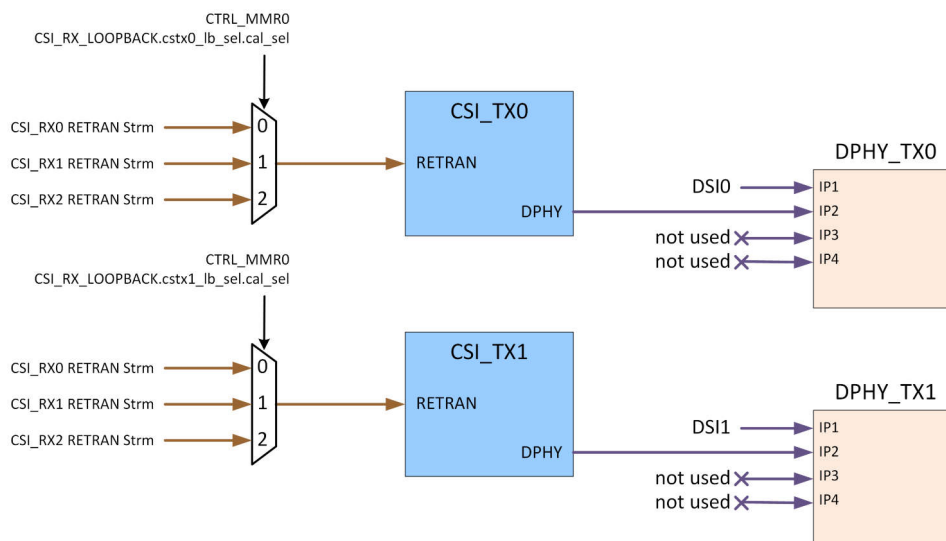 CTRL_MMR0
CSI_RX_LOOPBACK.cstx0_lb_sel.cal_sel
CSI_RX0 RETRAN Strm
CSI_RX1 RETRAN Strm
CSI_RX2 RETRAN Strm
0
1
2
CSI_TX0
RETRAN
DPHY
DPHY_TX0
DSI0
IP1
IP2
not used
IP3
not used
IP4
CTRL_MMR0
CSI_RX_LOOPBACK.cstx1_lb_sel.cal_sel
CSI_RX0 RETRAN Strm
CSI_RX1 RETRAN Strm
CSI_RX2 RETRAN Strm
0
1
2
CSI_TX1
RETRAN
DPHY
DPHY_TX1
DSI1
IP1
IP2
not used
IP3
not used
IP4